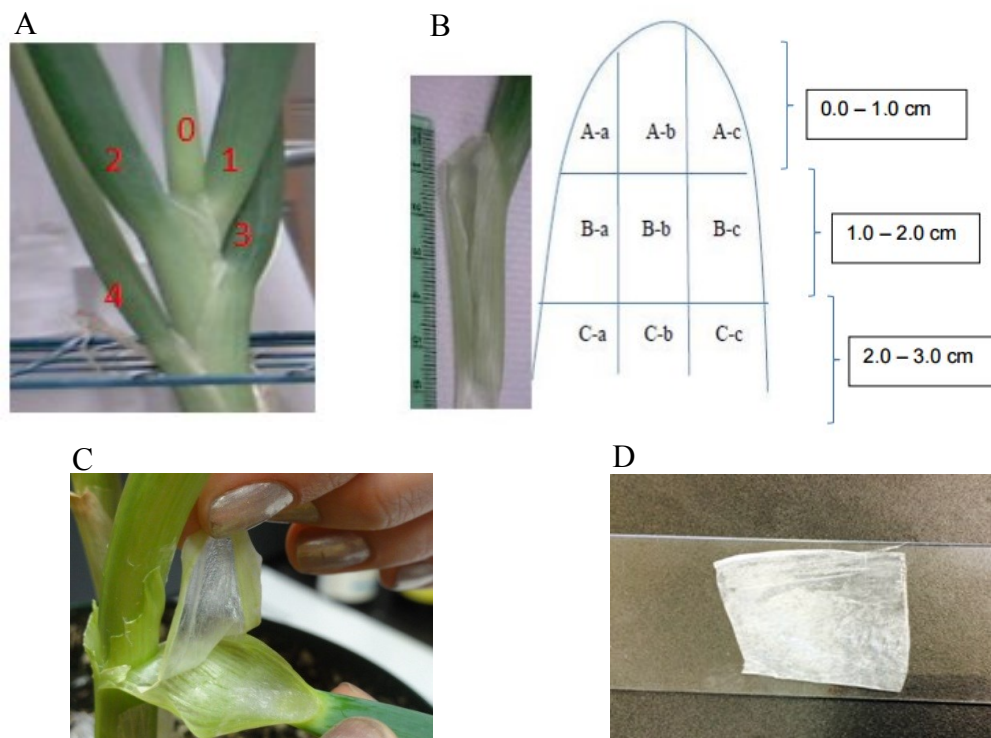 A
0
2
1
3
4
B
A-a A-b A-c
B-a B-b B-c
C-a C-b C-c
0.0 – 1.0 cm
1.0 – 2.0 cm
2.0 – 3.0 cm
C
D